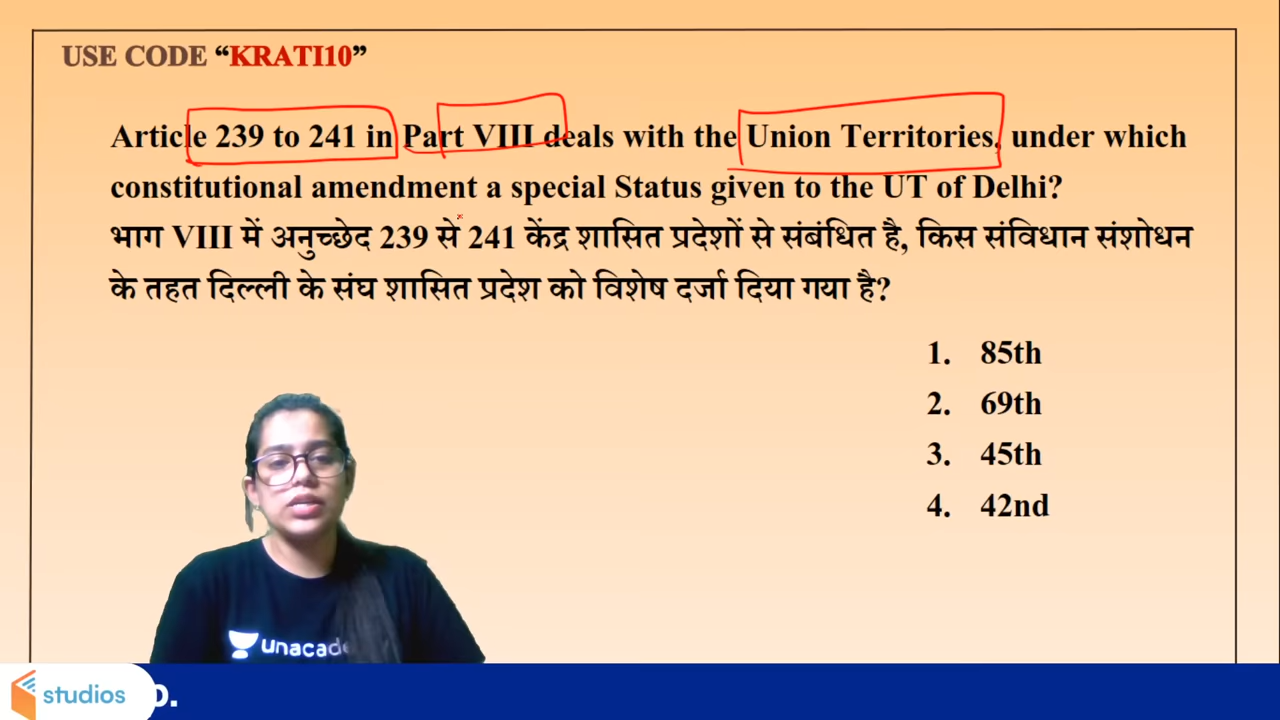 USE CODE “KRATI10”
Article 239 to 241 in Part VIII deals with the Union Territories, under which
constitutional amendment a special Status given to the UT of Delhi?
भाग VIII में अनुच्छेद 239 से 241 केंद्र शासित प्रदेशों से संबंधित है, किस संविधान संशोधन
के तहत दिल्ली के संघ शासित प्रदेश को विशेष दर्जा दिया गया है?
1. 85th
2. 69th
3. 45th
4. 42nd
unacade
studios